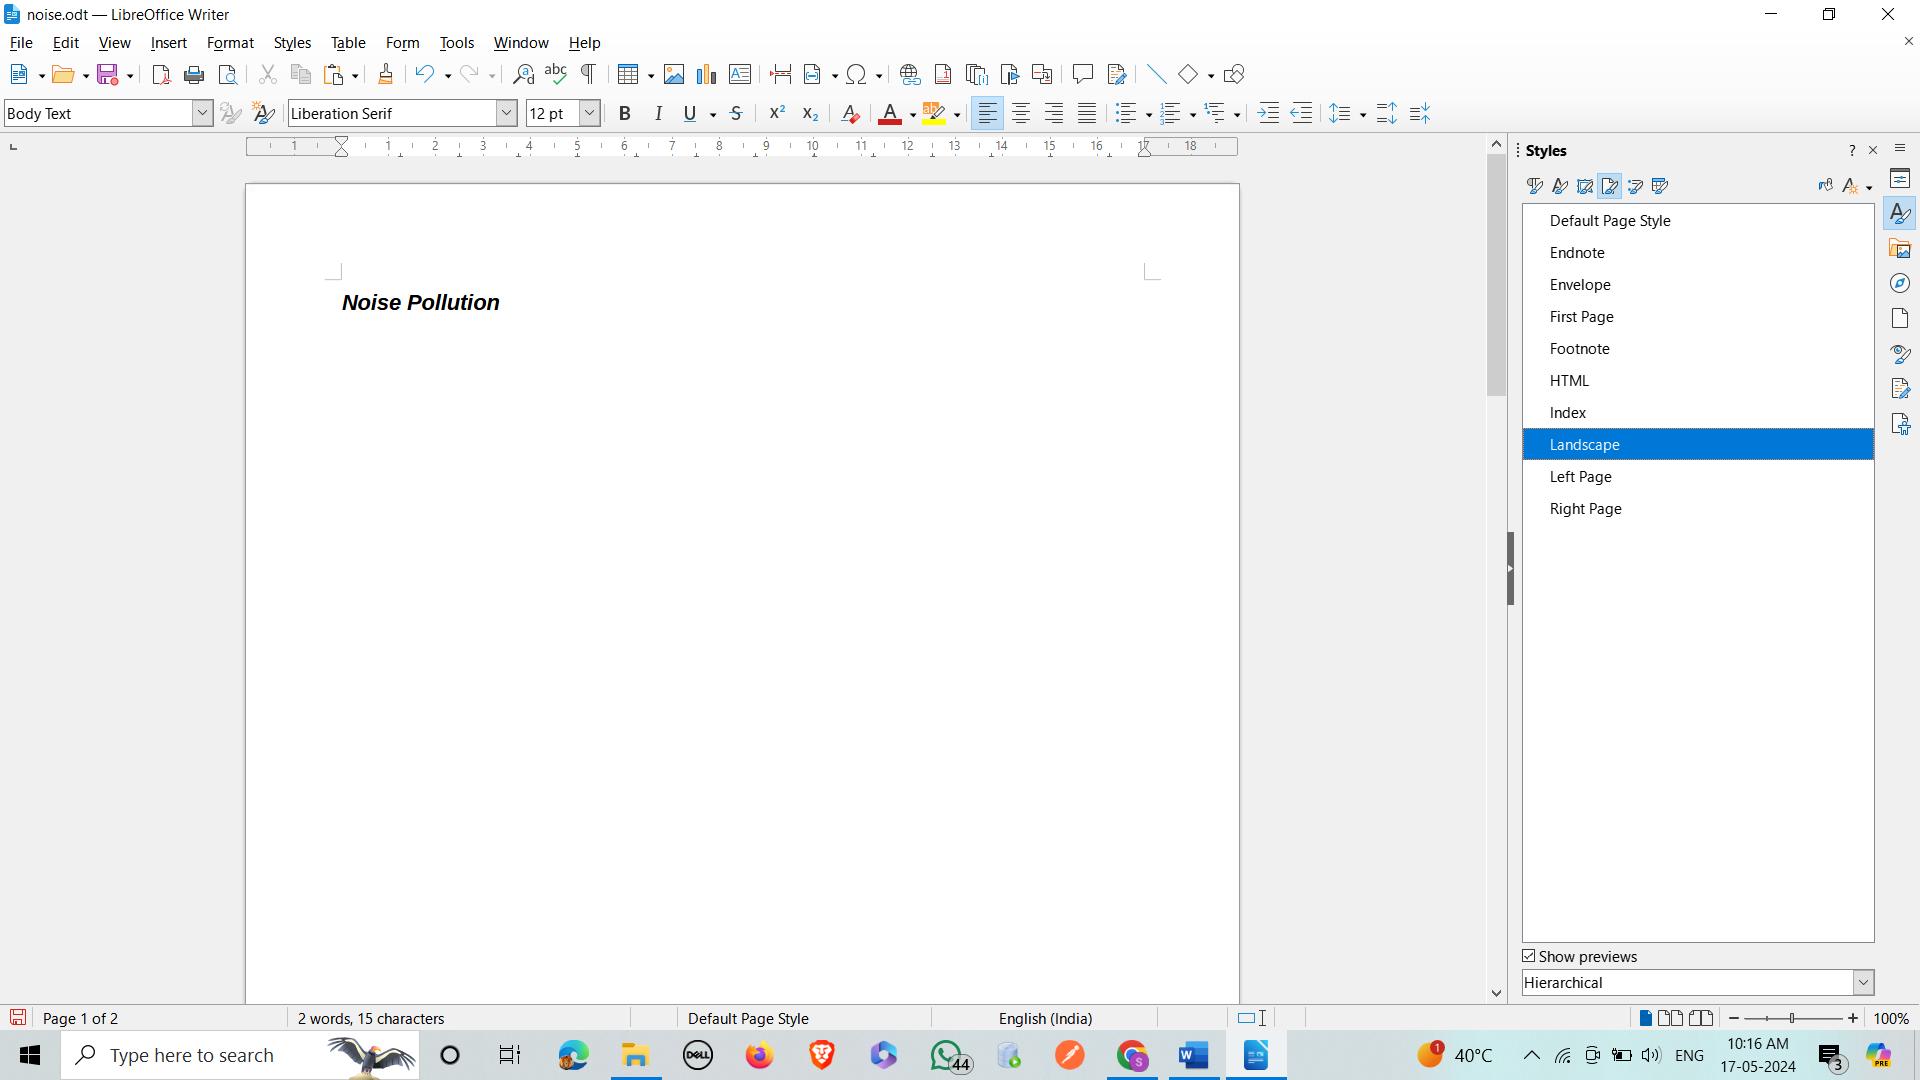 noise.odt — LibreOffice Writer
File Edit View Insert Format Styles Table Form Tools Window Help
Body Text Liberation Serif 12 pt
1 1 2 3 4 5 6 7 8 9 10 11 12 13 14 15 16 17 18
Noise Pollution
Styles
Default Page Style
Endnote
Envelope
First Page
Footnote
HTML
Index
Landscape
Left Page
Right Page
Show previews
Hierarchical
Page 1 of 2 2 words, 15 characters Default Page Style English (India) 100%
Type here to search
DELL
44
W
1
40°C
ENG
10:16 AM
17-05-2024
3
PRE